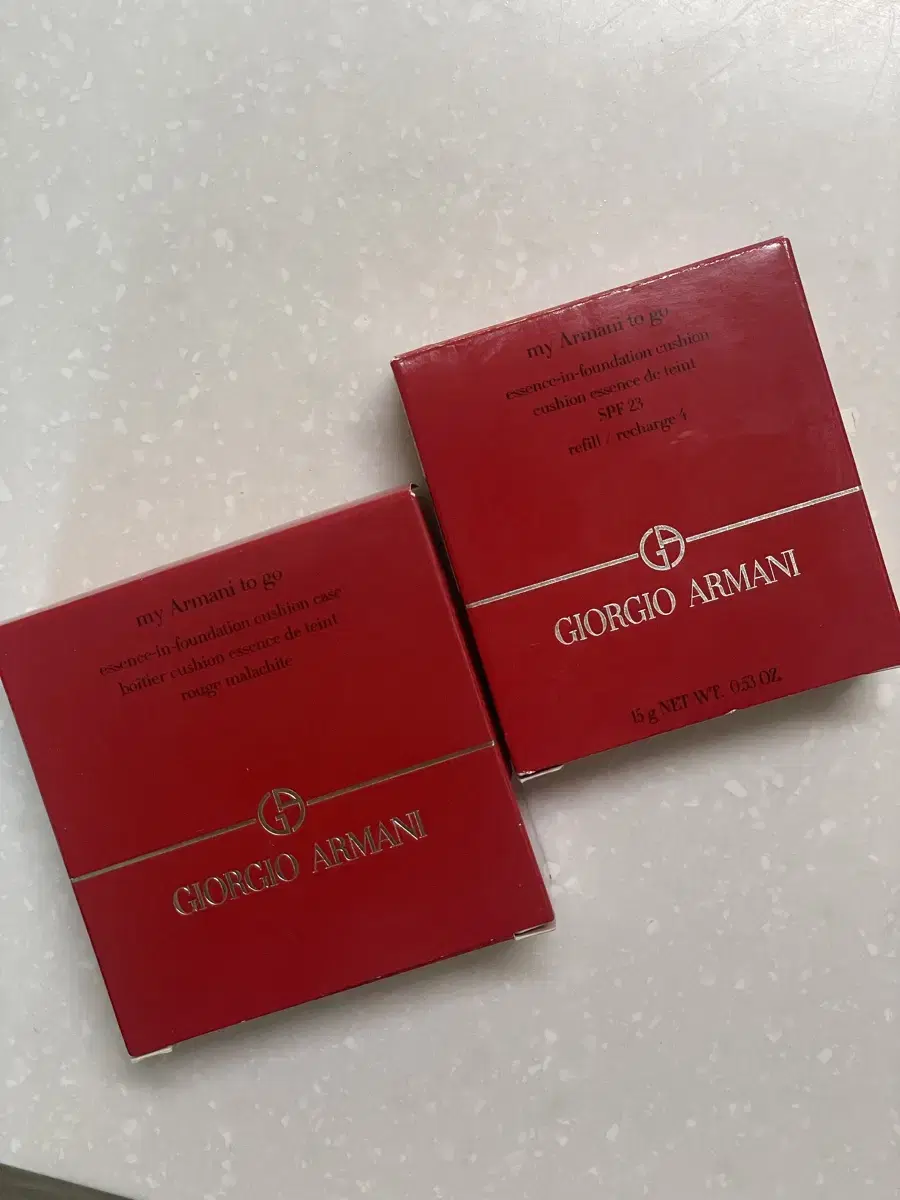 my Armani to go
essence-in-foundation cushion
cushion essence de teint
SPF 23
refill / recharge 4
GIORGIO ARMANI
15 g NET WT. 0.53 OZ.
my Armani to go
essence-in-foundation cushion case
boîtier cushion essence de teint
rouge malachite
GIORGIO ARMANI